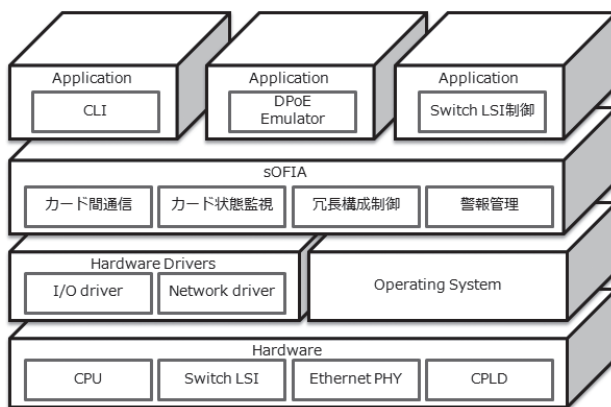 Application
CLI
Application
DPoE
Emulator
Application
Switch LSI制御
sOFIA
カード間通信
カード状態監視
冗長構成制御
警報管理
Hardware Drivers
I/O driver
Network driver
Operating System
Hardware
CPU
Switch LSI
Ethernet PHY
CPLD